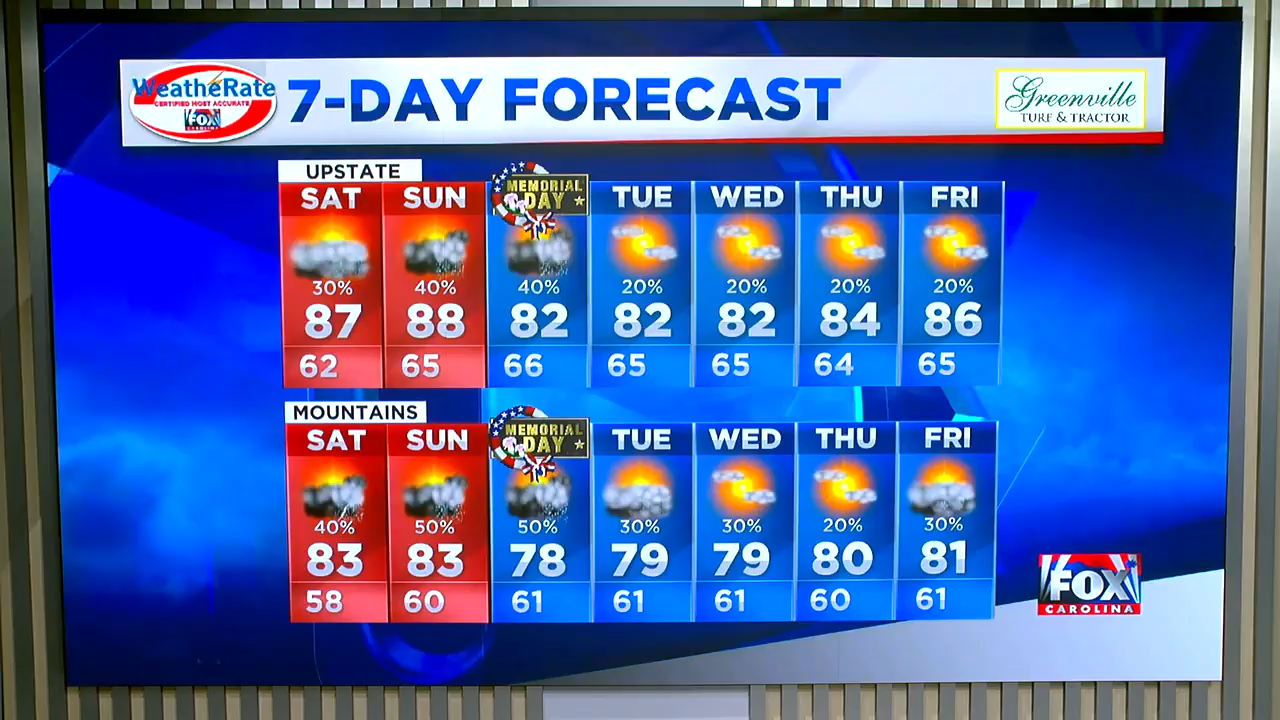 WeatheRate
CERTIFIED MOST ACCURATE
FOX
CAROLINA
7-DAY FORECAST
Greenville
TURF & TRACTOR
UPSTATE
SAT SUN MEMORIAL DAY TUE WED THU FRI
30% 40% 40% 20% 20% 20% 20%
87 88 82 82 82 84 86
62 65 66 65 65 64 65
MOUNTAINS
SAT SUN MEMORIAL DAY TUE WED THU FRI
40% 50% 50% 30% 30% 20% 30%
83 83 78 79 79 80 81
58 60 61 61 61 60 61
FOX
CAROLINA